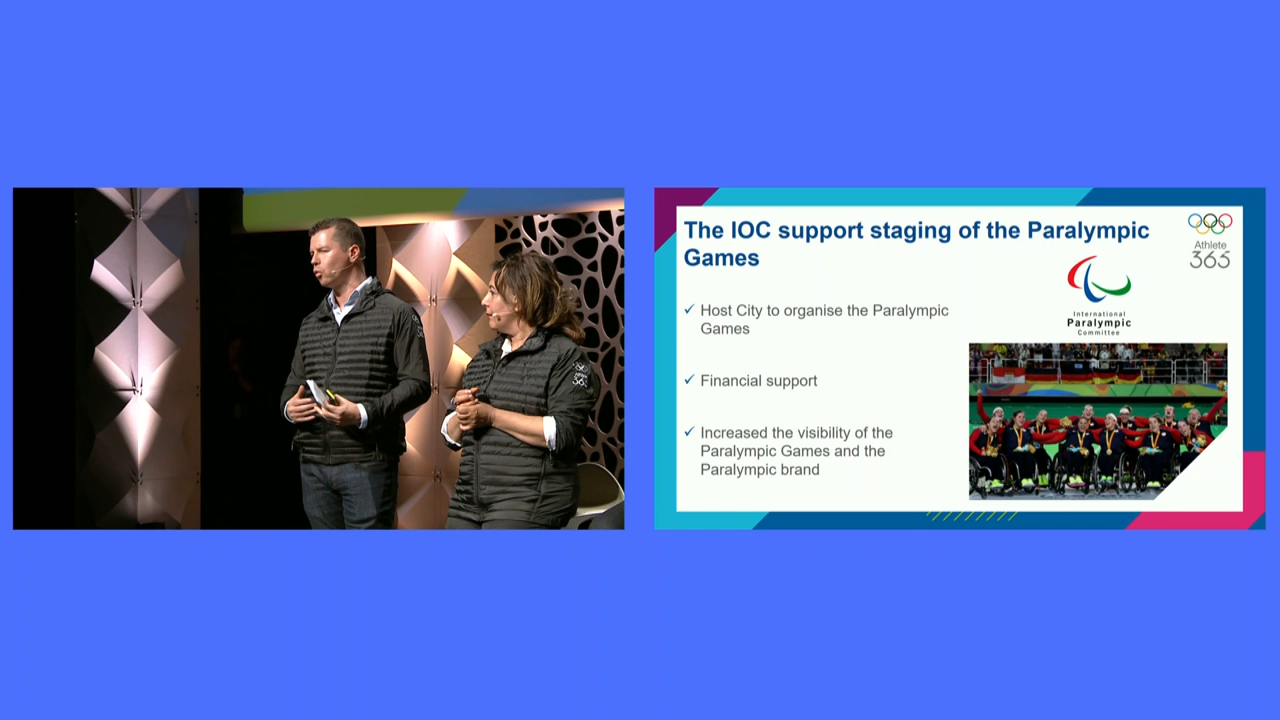 The IOC support staging of the Paralympic
Games
Athlete
365
International
Paralympic
Committee
✓ Host City to organise the Paralympic
Games
✓ Financial support
✓ Increased the visibility of the
Paralympic Games and the
Paralympic brand
365